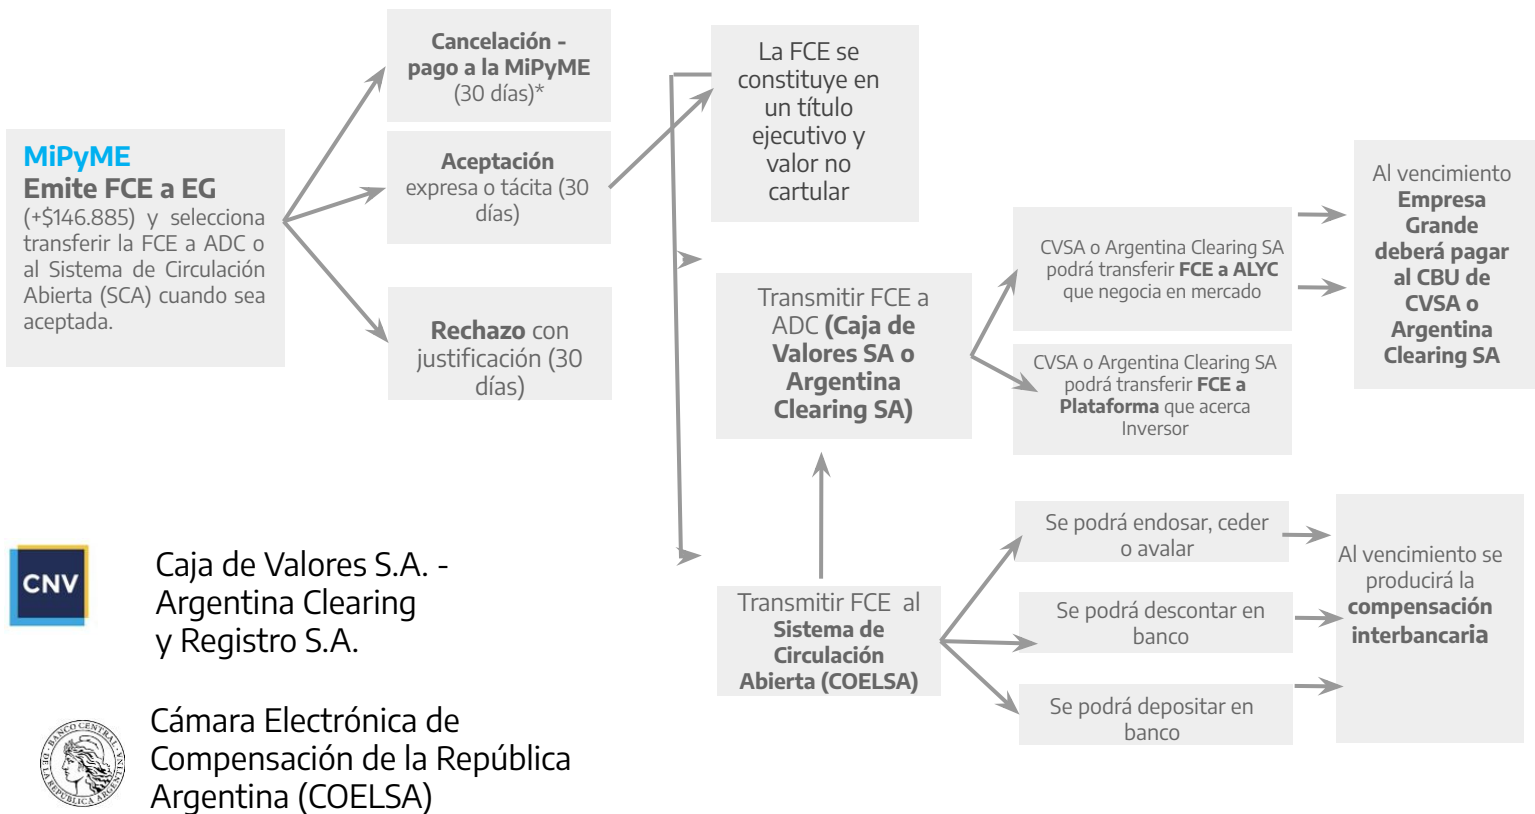 MiPyME
Emite FCE a EG
(+$146.885) y selecciona
transferir la FCE a ADC o
al Sistema de Circulación
Abierta (SCA) cuando sea
aceptada.
Cancelación -
pago a la MiPyME
(30 días)*
Aceptación
expresa o tácita (30
días)
Rechazo con
justificación (30
días)
La FCE se
constituye en
un título
ejecutivo y
valor no
cartular
Transmitir FCE a
ADC (Caja de
Valores SA o
Argentina
Clearing SA)
CVSA o Argentina Clearing SA
podrá transferir FCE a ALYC
que negocia en mercado
CVSA o Argentina Clearing SA
podrá transferir FCE a
Plataforma que acerca
Inversor
Al vencimiento
Empresa
Grande
deberá pagar
al CBU de
CVSA o
Argentina
Clearing SA
Transmitir FCE al
Sistema de
Circulación
Abierta (COELSA)
Se podrá endosar, ceder
o avalar
Se podrá descontar en
banco
Se podrá depositar en
banco
Al vencimiento se
producirá la
compensación
interbancaria
CNV
Caja de Valores S.A. -
Argentina Clearing
y Registro S.A.
BANCO CENTRAL DE LA REPÚBLICA ARGENTINA
Cámara Electrónica de
Compensación de la República
Argentina (COELSA)